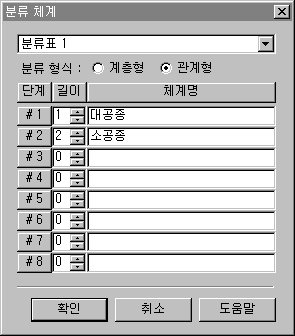 분류 체계
분류표 1
분류 형식 : 계층형 관계형
단계 길이 체계명
# 1 1 대공종
# 2 2 소공종
# 3 0
# 4 0
# 5 0
# 6 0
# 7 0
# 8 0
확인 취소 도움말